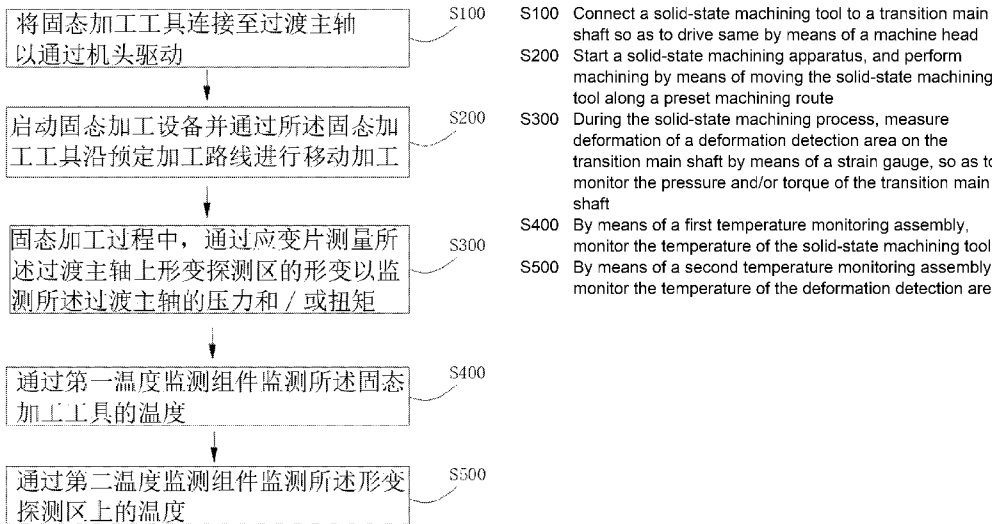 将固态加工工具连接至过渡主轴
以通过机头驱动
S100
启动固态加工设备并通过所述固态加
工工具沿预定加工路线进行移动加工
S200
固态加工过程中，通过应变片测量所
述过渡主轴上形变探测区的形变以监
测所述过渡主轴的压力和/或扭矩
S300
通过第一温度监测组件监测所述固态
加工工具的温度
S400
通过第二温度监测组件监测所述形变
探测区上的温度
S500
S100 Connect a solid-state machining tool to a transition main
shaft so as to drive same by means of a machine head
S200 Start a solid-state machining apparatus, and perform
machining by means of moving the solid-state machining
tool along a preset machining route
S300 During the solid-state machining process, measure
deformation of a deformation detection area on the
transition main shaft by means of a strain gauge, so as to
monitor the pressure and/or torque of the transition main
shaft
S400 By means of a first temperature monitoring assembly,
monitor the temperature of the solid-state machining tool
S500 By means of a second temperature monitoring assembly
monitor the temperature of the deformation detection are